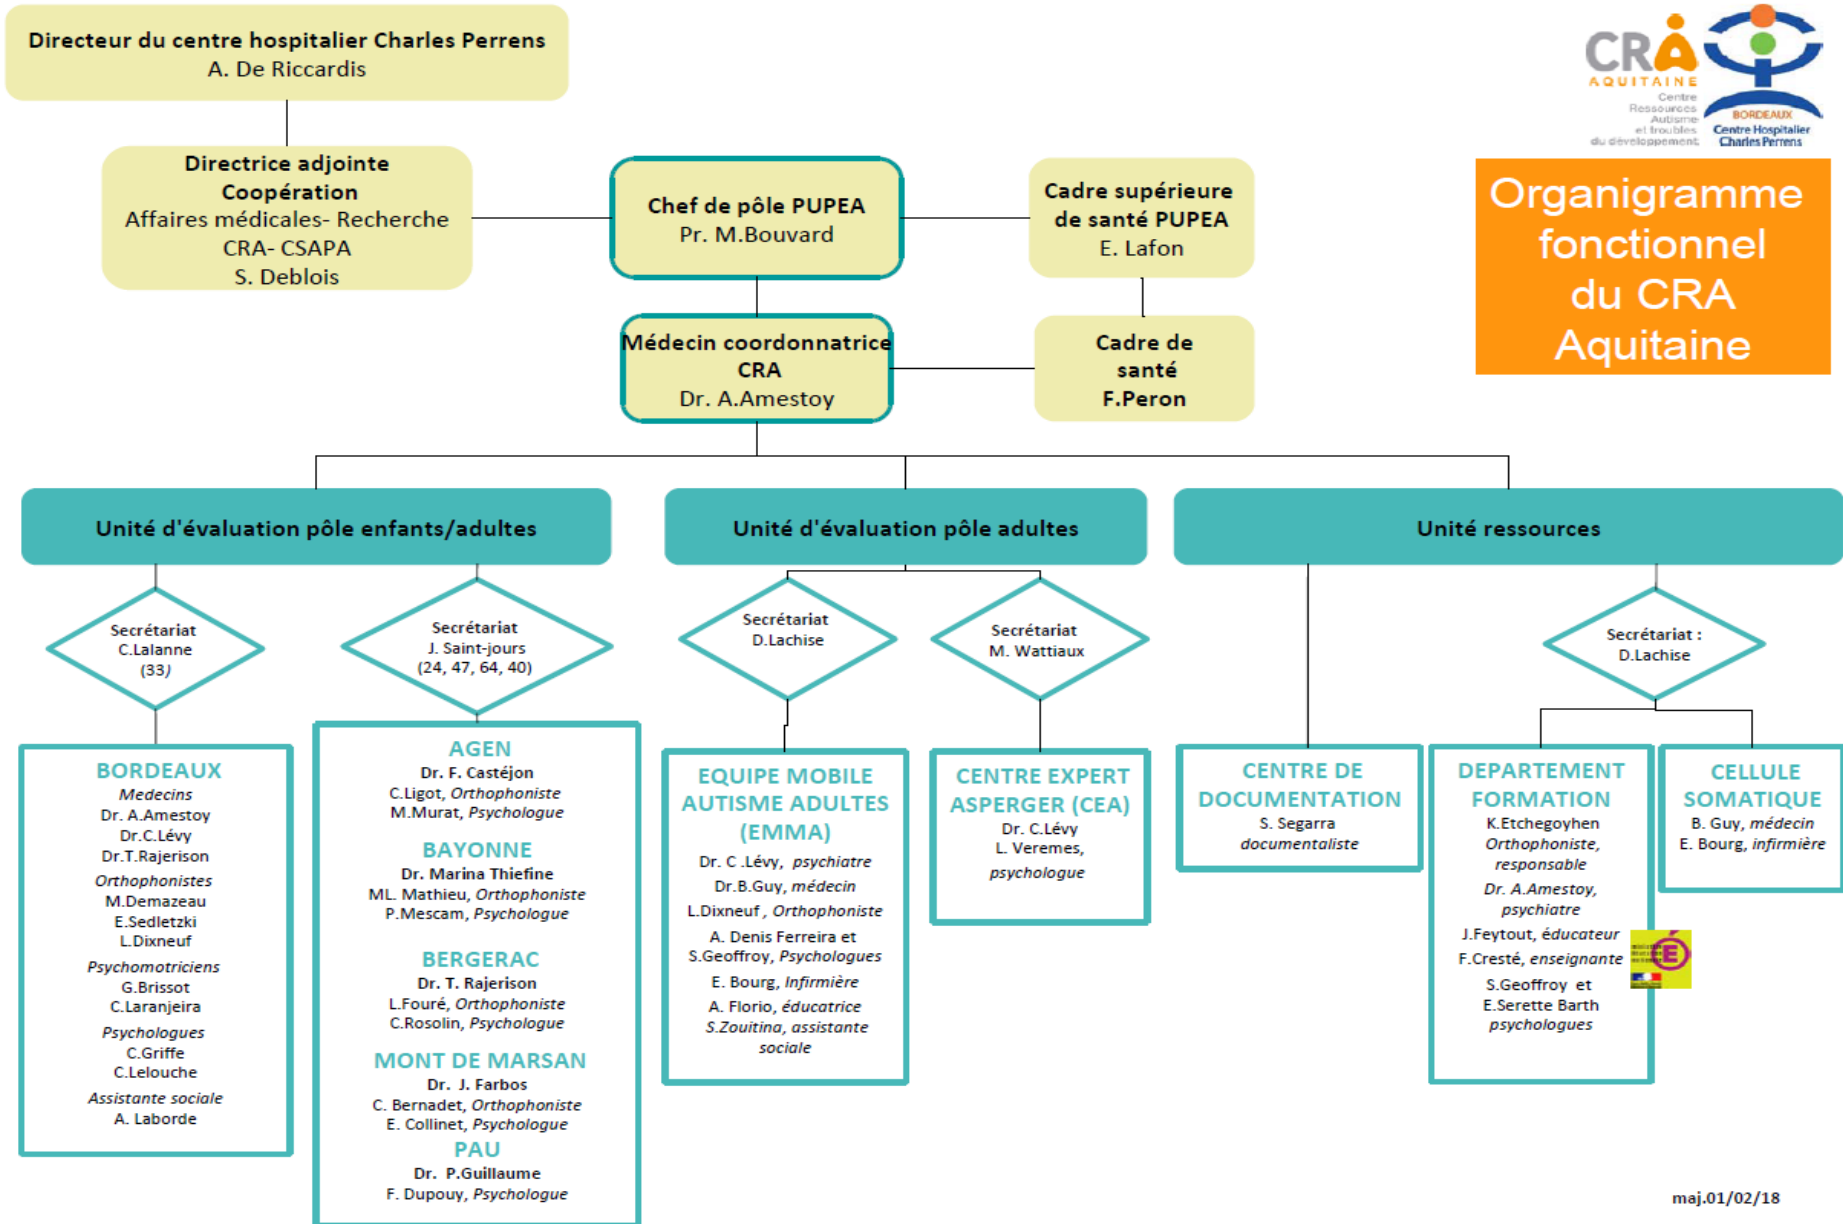 Directeur du centre hospitalier Charles Perrens
A. De Riccardis
CRA
AQUITAINE
Centre
Ressources
Autisme
et troubles
du développement
BORDEAUX
Centre Hospitalier
Charles Perrens
Organigramme
fonctionnel
du CRA
Aquitaine
Directrice adjointe
Coopération
Affaires médicales- Recherche
CRA- CSAPA
S. Deblois
Chef de pôle PUPEA
Pr. M.Bouvard
Cadre supérieure
de santé PUPEA
E. Lafon
Médecin coordonnatrice
CRA
Dr. A.Amestoy
Cadre de
santé
F.Peron
Unité d'évaluation pôle enfants/adultes
Secrétariat
C.Lalanne
(33)
Secrétariat
J. Saint-jours
(24, 47, 64, 40)
BORDEAUX
Medecins
Dr. A.Amestoy
Dr.C.Lévy
Dr.T.Rajerison
Orthophonistes
M.Demazeau
E.Sedletzki
L.Dixneuf
Psychomotriciens
G.Brissot
C.Laranjeira
Psychologues
C.Griffe
C.Lelouche
Assistante sociale
A. Laborde
AGEN
Dr. F. Castéjon
C.Ligot, Orthophoniste
M.Murat, Psychologue
BAYONNE
Dr. Marina Thiefine
ML. Mathieu, Orthophoniste
P.Mescam, Psychologue
BERGERAC
Dr. T. Rajerison
L.Fouré, Orthophoniste
C.Rosolin, Psychologue
MONT DE MARSAN
Dr. J. Farbos
C. Bernadet, Orthophoniste
E. Collinet, Psychologue
PAU
Dr. P.Guillaume
F. Dupouy, Psychologue
Unité d'évaluation pôle adultes
Secrétariat
D.Lachise
Secrétariat
M. Wattiaux
EQUIPE MOBILE
AUTISME ADULTES
(EMMA)
Dr. C .Lévy, psychiatre
Dr.B.Guy, médecin
L.Dixneuf , Orthophoniste
A. Denis Ferreira et
S.Geoffroy, Psychologues
E. Bourg, Infirmière
A. Florio, éducatrice
S.Zouitina, assistante
sociale
CENTRE EXPERT
ASPERGER (CEA)
Dr. C.Lévy
L. Veremes,
psychologue
Unité ressources
Secrétariat :
D.Lachise
CENTRE DE
DOCUMENTATION
S. Segarra
documentaliste
DEPARTEMENT
FORMATION
K.Etchegoyhen
Orthophoniste,
responsable
Dr. A.Amestoy,
psychiatre
J.Feytout, éducateur
F.Cresté, enseignante
S.Geoffroy et
E.Serette Barth
psychologues
CELLULE
SOMATIQUE
B. Guy, médecin
E. Bourg, infirmière
maj.01/02/18